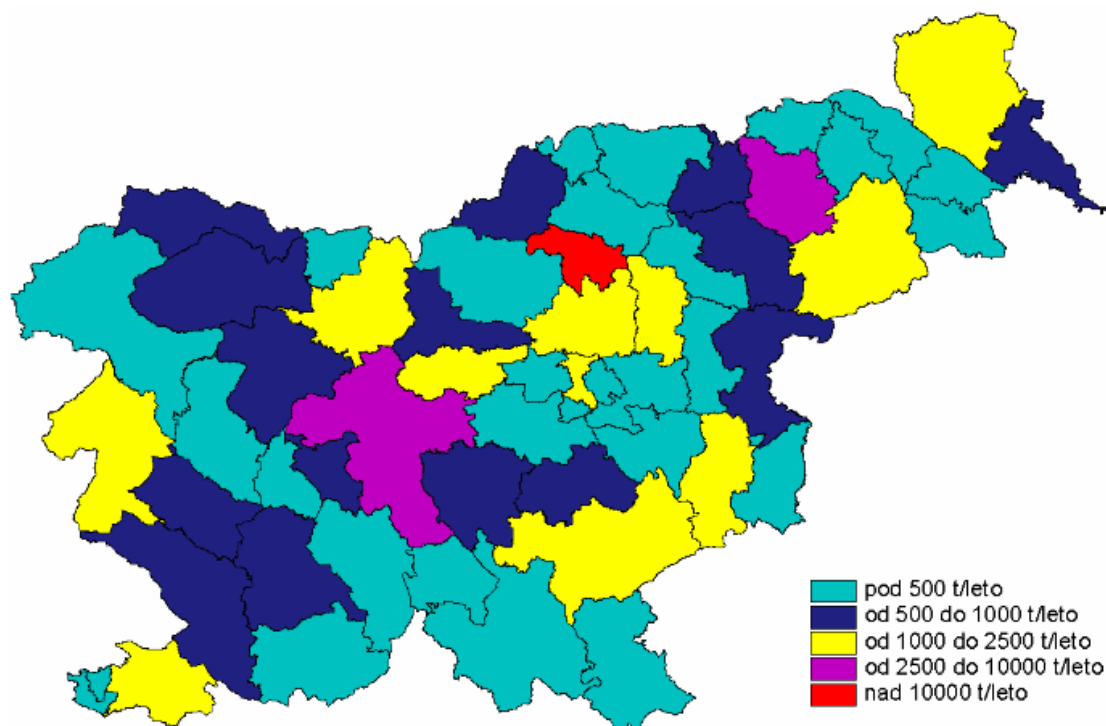 pod 500 t/leto
od 500 do 1000 t/leto
od 1000 do 2500 t/leto
od 2500 do 10000 t/leto
nad 10000 t/leto